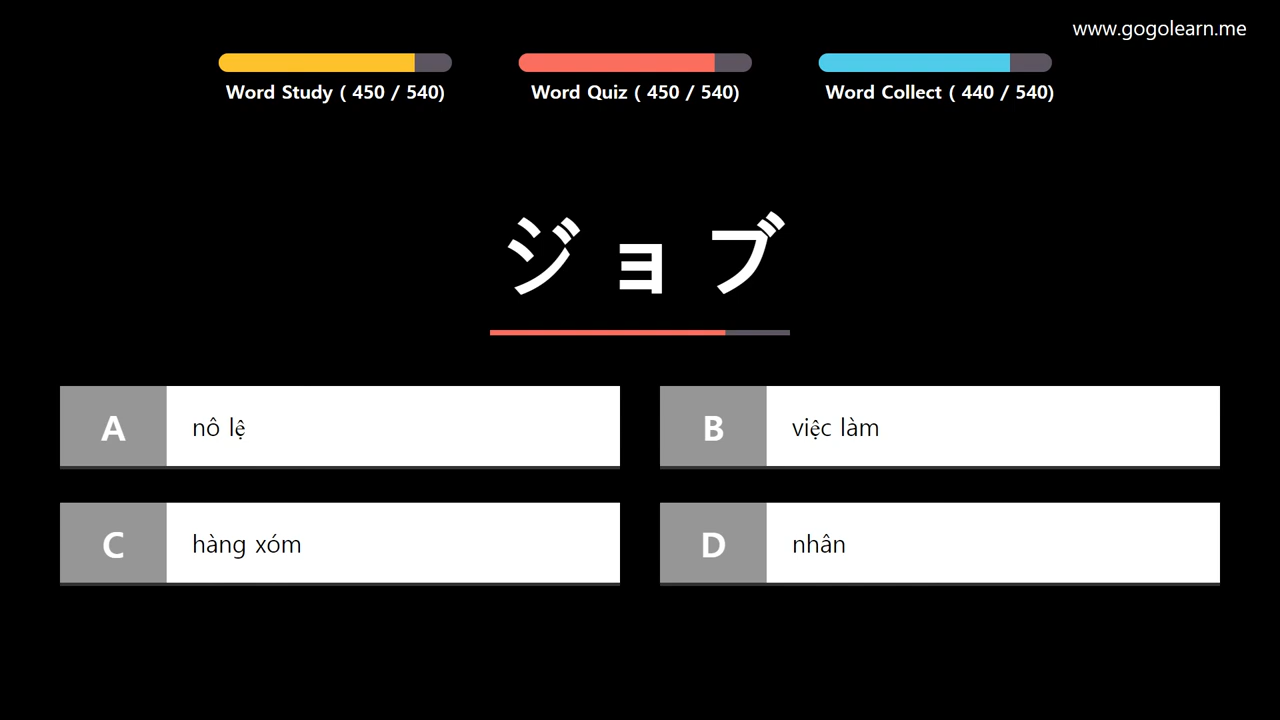 www.gogolearn.me
Word Study ( 450 / 540)
Word Quiz ( 450 / 540)
Word Collect ( 440 / 540)
ジョブ
A nô lệ
B việc làm
C hàng xóm
D nhân